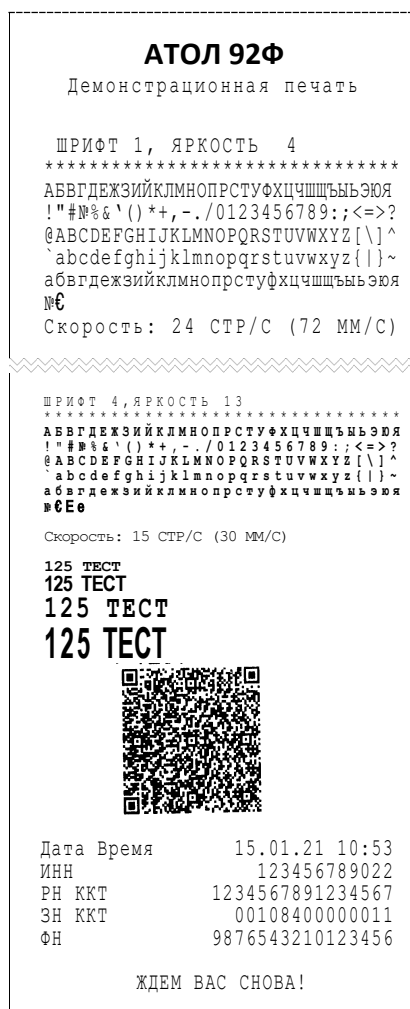 АТОЛ 92Ф
Демонстрационная печать
ШРИФТ 1, ЯРКОСТЬ 4
********************************
АБВГДЕЖЗИЙКЛМНОПРСТУФХЦЧШЩЪЫЬЭЮЯ
!"#№%&'()*+,-./0123456789:;<=>?
@ABCDEFGHIJKLMNOPQRSTUVWXYZ[\]^
`abcdefghijklmnopqrstuvwxyz{|}~
абвгдежзийклмнопрстуфхцчшщъыьэюя
№€
Скорость: 24 СТР/С (72 ММ/С)
ШРИФТ 4,ЯРКОСТЬ 13
********************************
АБВГДЕЖЗИЙКЛМНОПРСТУФХЦЧШЩЪЫЬЭЮЯ
!"#№%&'()*+,-./0123456789:;<=>?
@ABCDEFGHIJKLMNOPQRSTUVWXYZ[\]^
`abcdefghijklmnopqrstuvwxyz{|}~
абвгдежзийклмнопрстуфхцчшщъыьэюя
№€Ее
Скорость: 15 СТР/С (30 ММ/С)
125 ТЕСТ
125 ТЕСТ
125 ТЕСТ
125 ТЕСТ
Дата Время 15.01.21 10:53
ИНН 123456789022
РН ККТ 1234567891234567
ЗН ККТ 00108400000011
ФН 9876543210123456
ЖДЕМ ВАС СНОВА!